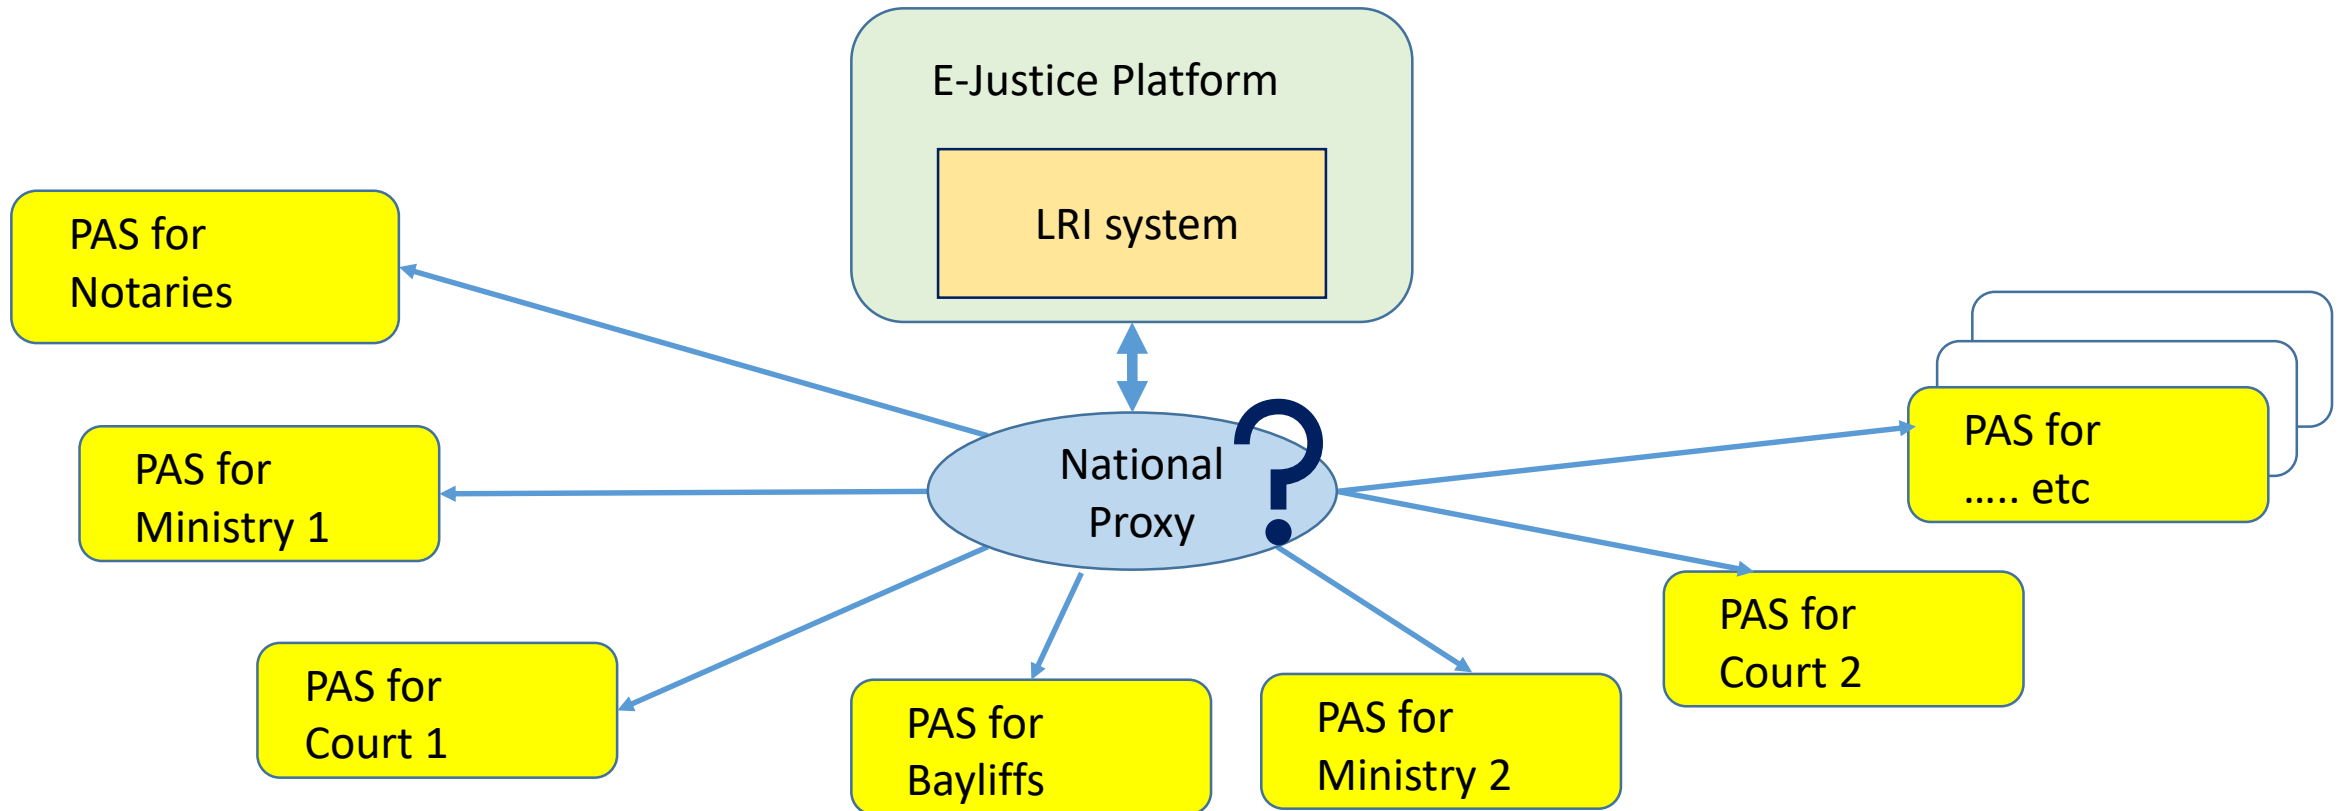 E-Justice Platform
LRI system
PAS for
Notaries
National
Proxy
?
PAS for
Ministry 1
PAS for
….. etc
PAS for
Court 1
PAS for
Bayliffs
PAS for
Ministry 2
PAS for
Court 2